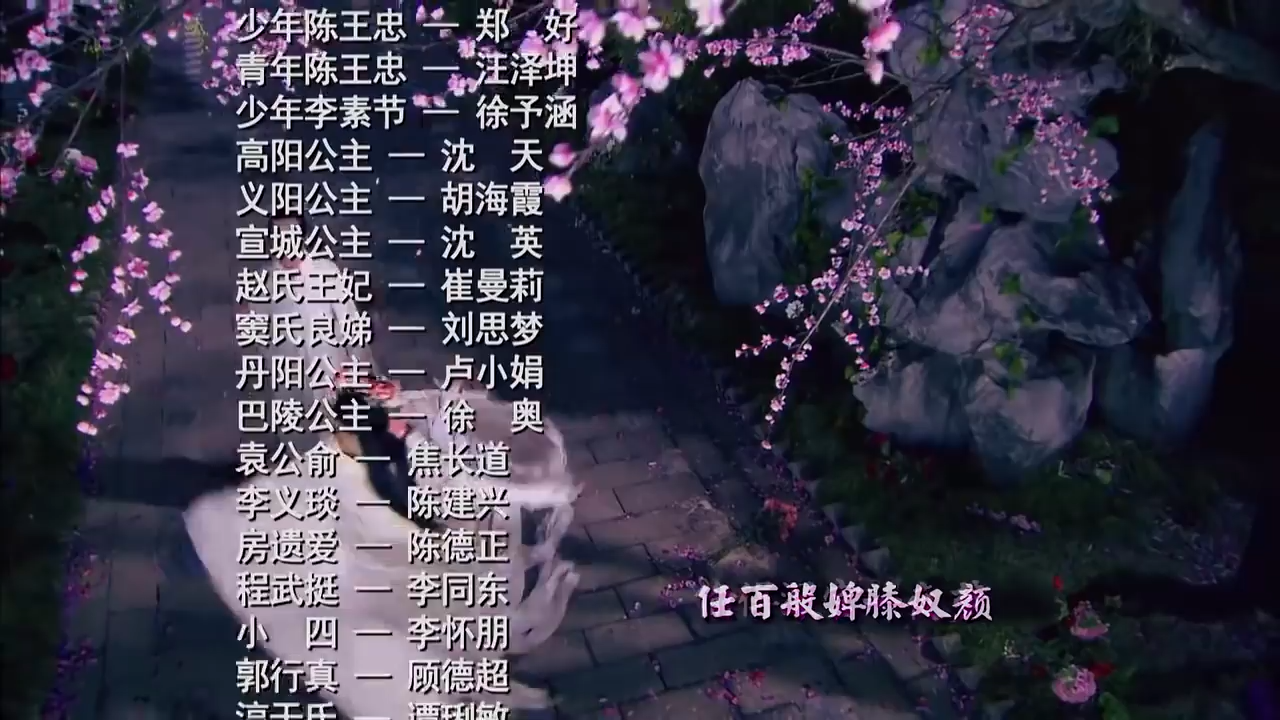 少年陈王忠 — 郑　好
青年陈王忠 — 汪泽坤
少年李素节 — 徐予涵
高阳公主 — 沈　天
义阳公主 — 胡海霞
宣城公主 — 沈　英
赵氏王妃 — 崔曼莉
窦氏良娣 — 刘思梦
丹阳公主 — 卢小娟
巴陵公主 — 徐　奥
袁公俞 — 焦长道
李义琰 — 陈建兴
房遗爱 — 陈德正
程武挺 — 李同东
小　四 — 李怀朋
郭行真 — 顾德超
任百般婢膝奴颜